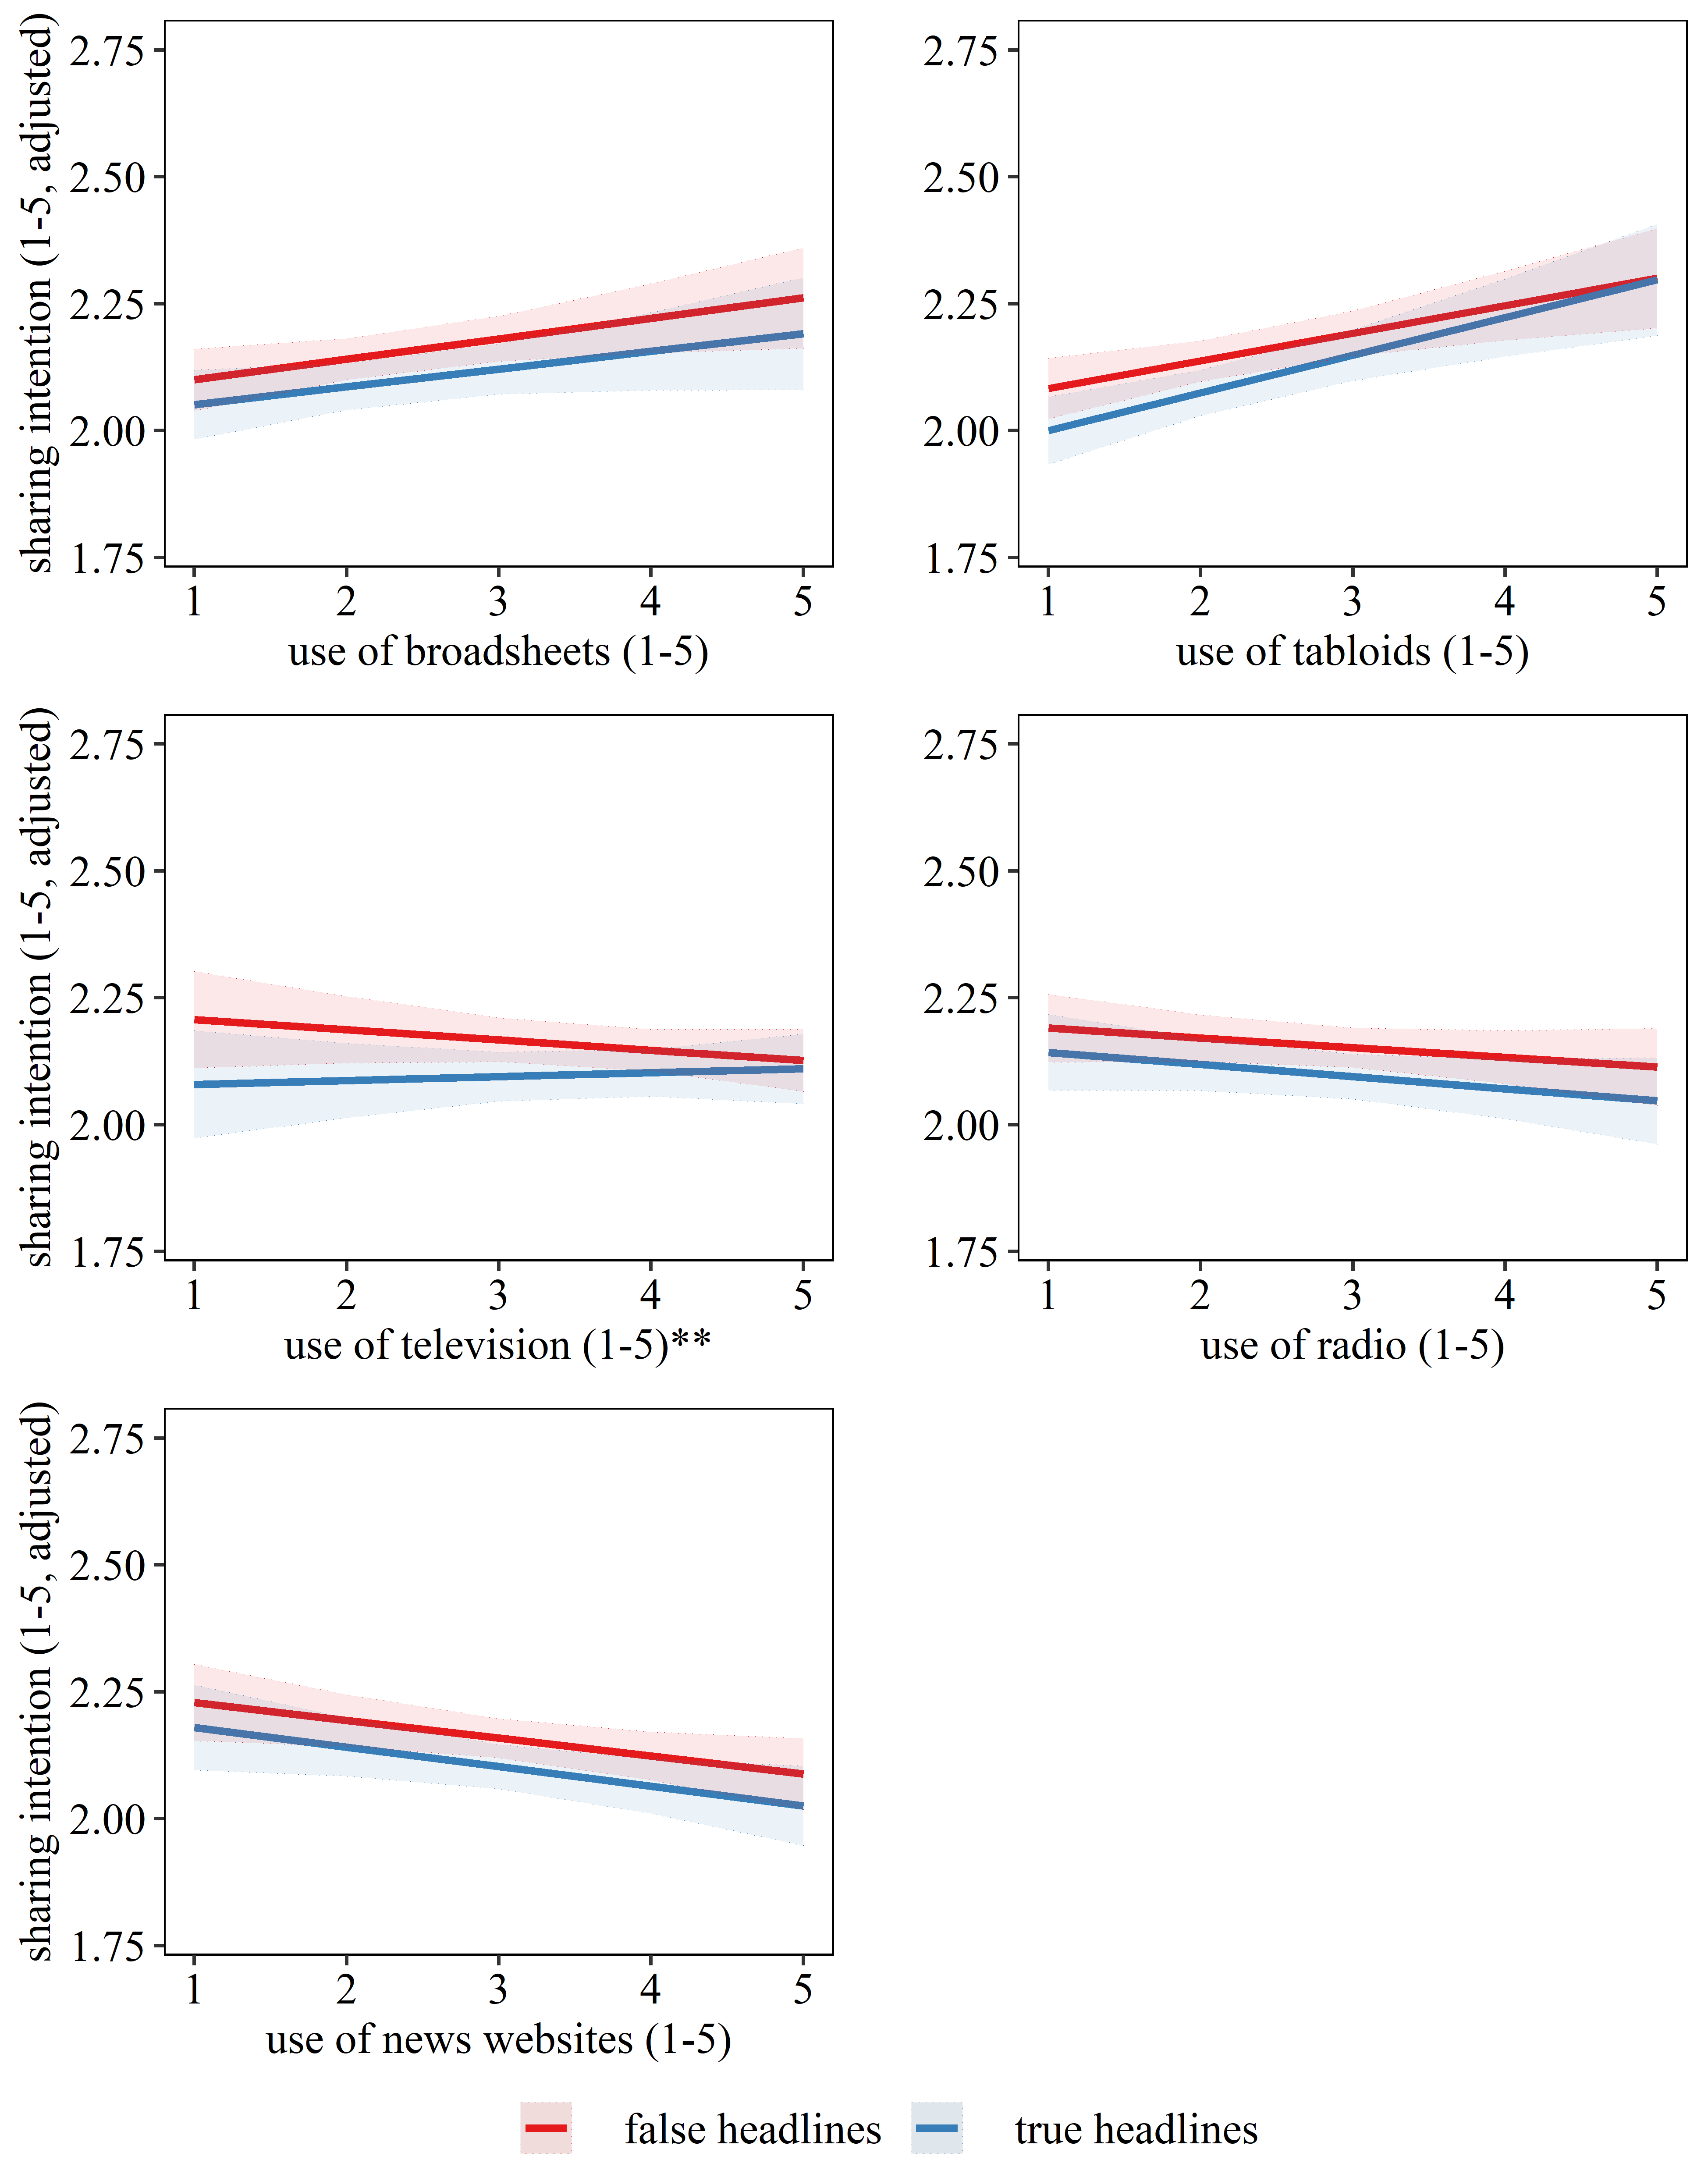 sharing intention (1-5, adjusted)
2.75
2.50
2.25
2.00
1.75
1 2 3 4 5
use of broadsheets (1-5)
2.75
2.50
2.25
2.00
1.75
1 2 3 4 5
use of tabloids (1-5)
sharing intention (1-5, adjusted)
2.75
2.50
2.25
2.00
1.75
1 2 3 4 5
use of television (1-5)**
2.75
2.50
2.25
2.00
1.75
1 2 3 4 5
use of radio (1-5)
sharing intention (1-5, adjusted)
2.75
2.50
2.25
2.00
1.75
1 2 3 4 5
use of news websites (1-5)
false headlines true headlines